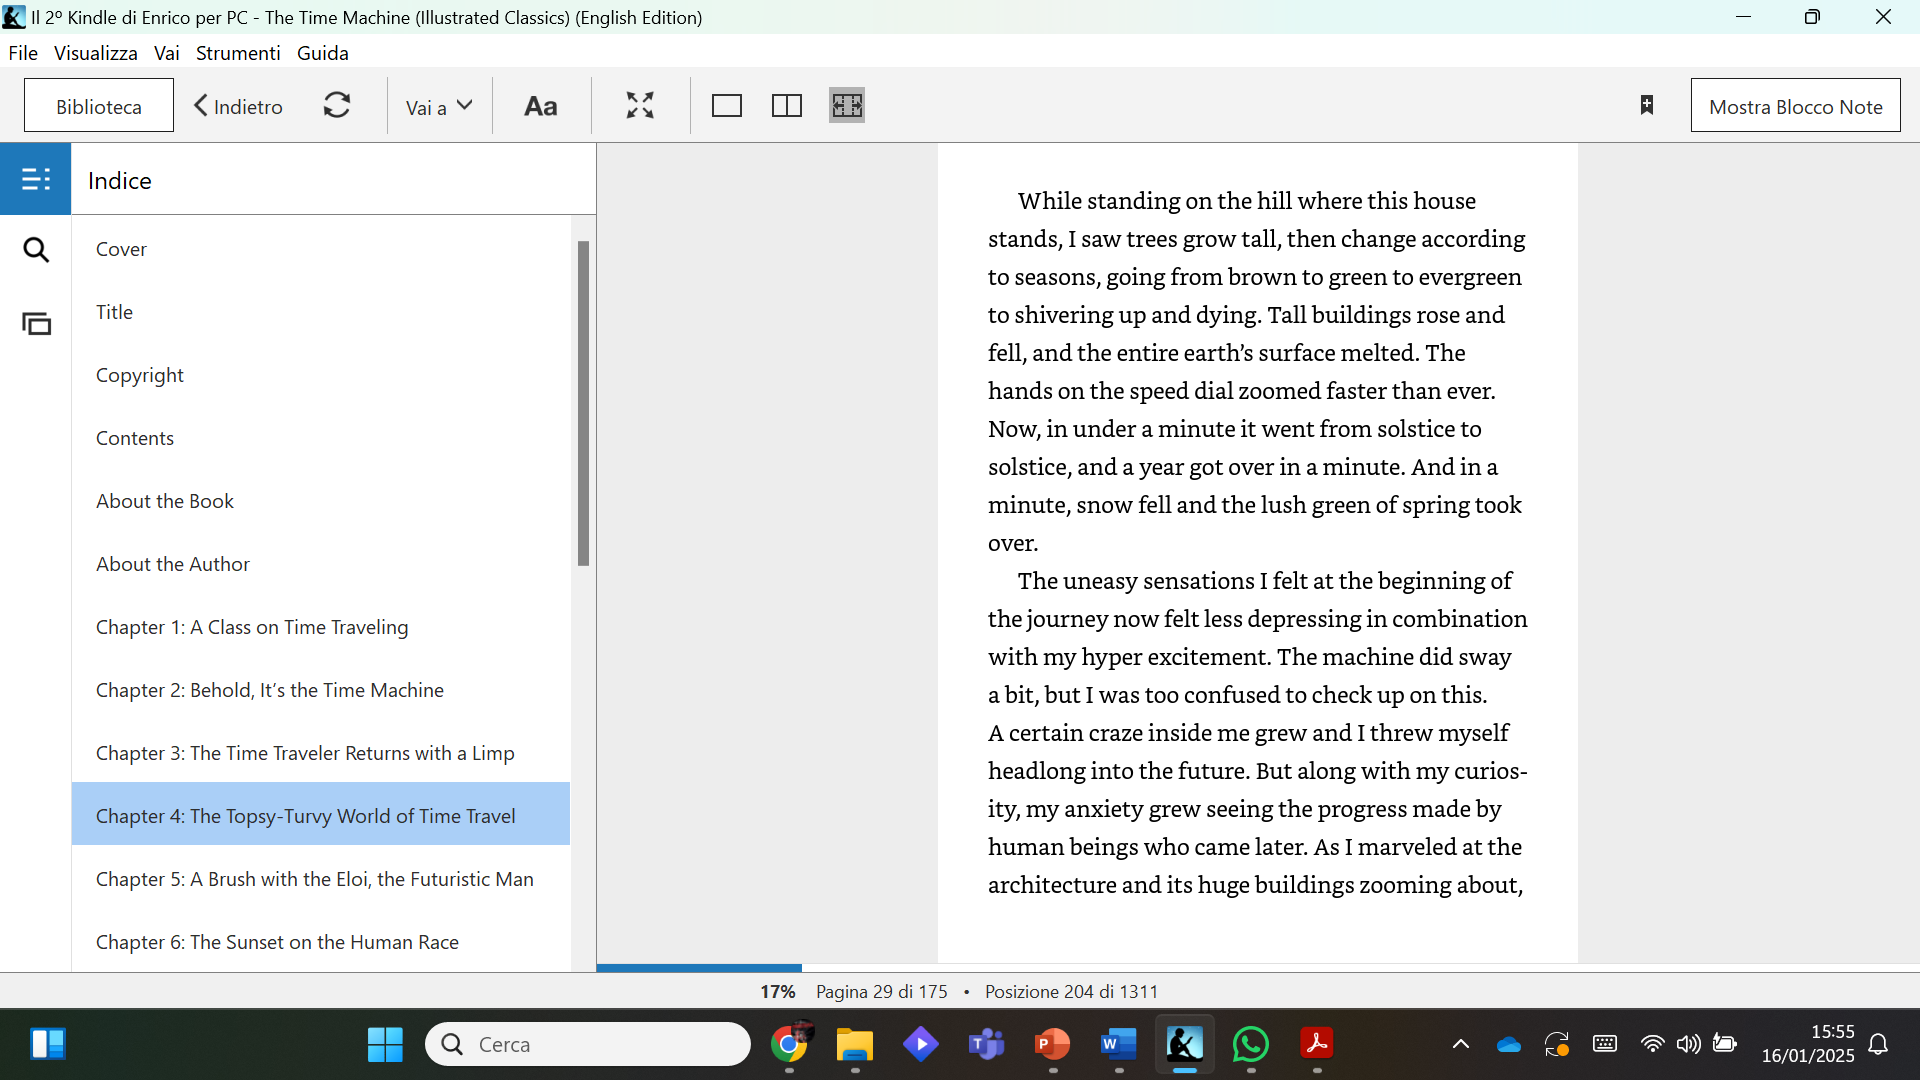 Il 2º Kindle di Enrico per PC - The Time Machine (Illustrated Classics) (English Edition)
File Visualizza Vai Strumenti Guida
Biblioteca Indietro Vai a Aa Mostra Blocco Note
Indice
Cover
Title
Copyright
Contents
About the Book
About the Author
Chapter 1: A Class on Time Traveling
Chapter 2: Behold, It’s the Time Machine
Chapter 3: The Time Traveler Returns with a Limp
Chapter 4: The Topsy-Turvy World of Time Travel
Chapter 5: A Brush with the Eloi, the Futuristic Man
Chapter 6: The Sunset on the Human Race
While standing on the hill where this house
stands, I saw trees grow tall, then change according
to seasons, going from brown to green to evergreen
to shivering up and dying. Tall buildings rose and
fell, and the entire earth’s surface melted. The
hands on the speed dial zoomed faster than ever.
Now, in under a minute it went from solstice to
solstice, and a year got over in a minute. And in a
minute, snow fell and the lush green of spring took
over.
The uneasy sensations I felt at the beginning of
the journey now felt less depressing in combination
with my hyper excitement. The machine did sway
a bit, but I was too confused to check up on this.
A certain craze inside me grew and I threw myself
headlong into the future. But along with my curios-
ity, my anxiety grew seeing the progress made by
human beings who came later. As I marveled at the
architecture and its huge buildings zooming about,
17% Pagina 29 di 175 • Posizione 204 di 1311
Cerca
15:55
16/01/2025